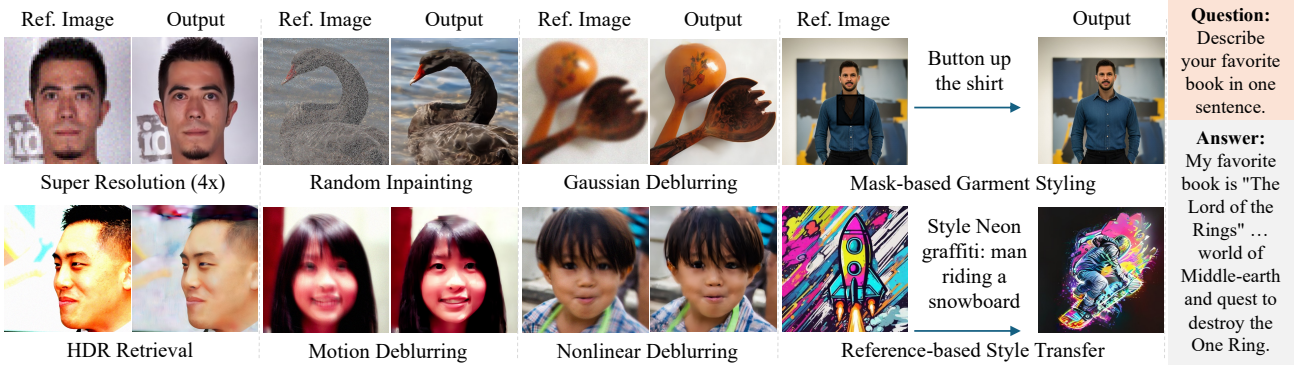 Ref. Image Output Ref. Image Output Ref. Image Output Ref. Image Output
Button up
the shirt
id
Super Resolution (4x) Random Inpainting Gaussian Deblurring Mask-based Garment Styling
Style Neon
graffiti: man
riding a
snowboard
HDR Retrieval Motion Deblurring Nonlinear Deblurring Reference-based Style Transfer
Question:
Describe
your favorite
book in one
sentence.
Answer:
My favorite
book is "The
Lord of the
Rings" …
world of
Middle-earth
and quest to
destroy the
One Ring.